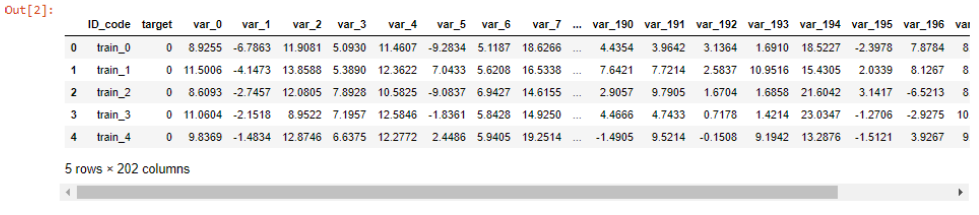 Out[2]:
ID_code target var_0 var_1 var_2 var_3 var_4 var_5 var_6 var_7 ... var_190 var_191 var_192 var_193 var_194 var_195 var_196
0 train_0 0 8.9255 -6.7863 11.9081 5.0930 11.4607 -9.2834 5.1187 18.6266 ... 4.4354 3.9642 3.1364 1.6910 18.5227 -2.3978 7.8784 8
1 train_1 0 11.5006 -4.1473 13.8588 5.3890 12.3622 7.0433 5.6208 16.5338 ... 7.6421 7.7214 2.5837 10.9516 15.4305 2.0339 8.1267 8
2 train_2 0 8.6093 -2.7457 12.0805 7.8928 10.5825 -9.0837 6.9427 14.6155 ... 2.9057 9.7905 1.6704 1.6858 21.6042 3.1417 -6.5213 8
3 train_3 0 11.0604 -2.1518 8.9522 7.1957 12.5846 -1.8361 5.8428 14.9250 ... 4.4666 4.7433 0.7178 1.4214 23.0347 -1.2706 -2.9275 10
4 train_4 0 9.8369 -1.4834 12.8746 6.6375 12.2772 2.4486 5.9405 19.2514 ... -1.4905 9.5214 -0.1508 9.1942 13.2876 -1.5121 3.9267 9
5 rows × 202 columns